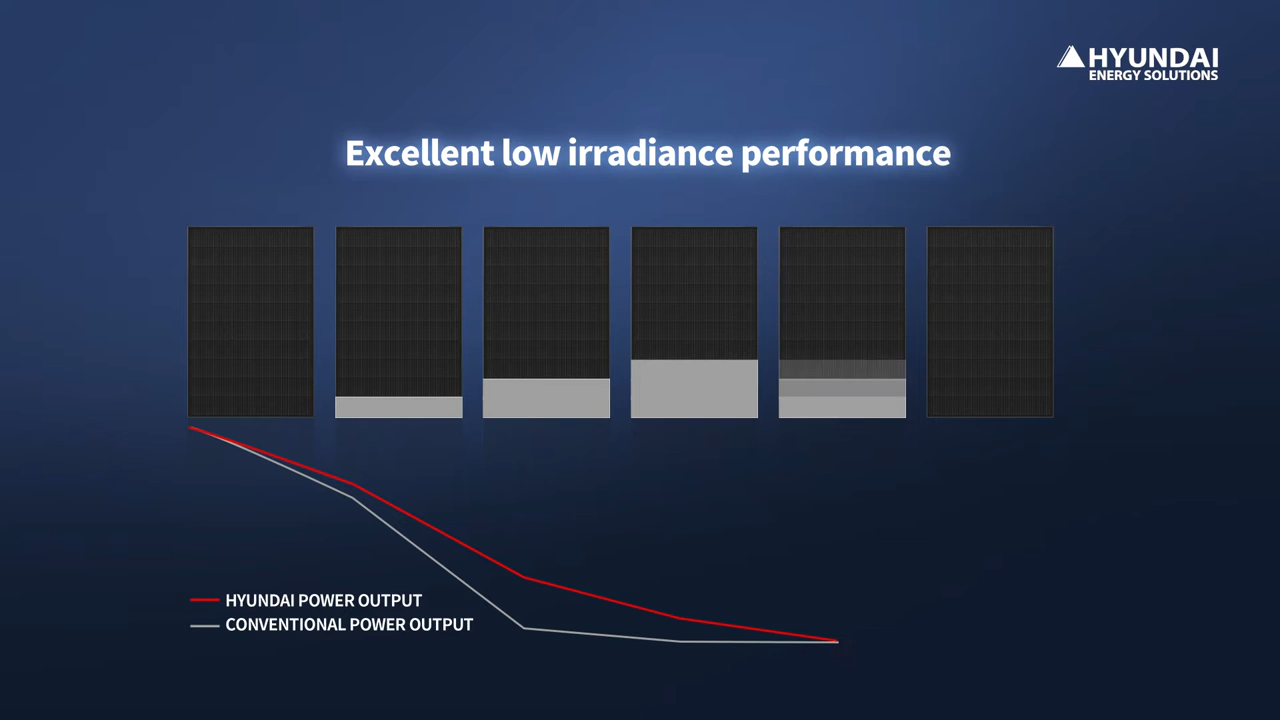 HYUNDAI
ENERGY SOLUTIONS
Excellent low irradiance performance
HYUNDAI POWER OUTPUT
CONVENTIONAL POWER OUTPUT